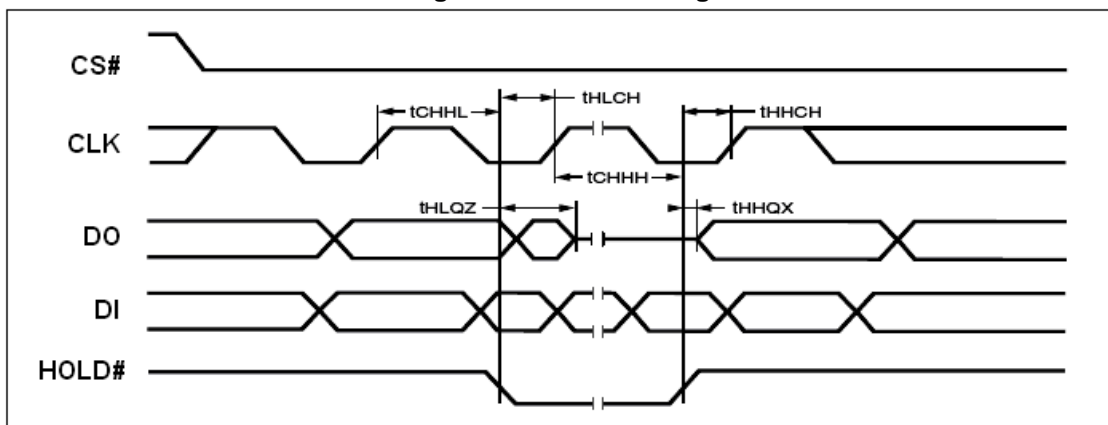 CS#
tHLCH
tCHHL
tHHCH
CLK
tCHHH
tHLQZ
tHHQX
DO
DI
HOLD#